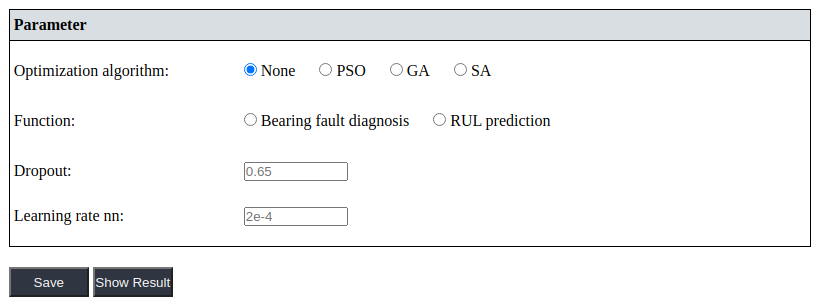 Parameter
Optimization algorithm: None PSO GA SA
Function: Bearing fault diagnosis RUL prediction
Dropout: 0.65
Learning rate nn: 2e-4
Save Show Result